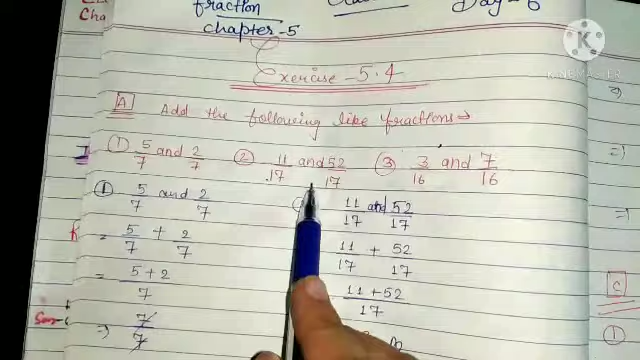 fraction
Day-6
chapter-5
Exercise - 5.4
KINEMASTER
A Add the following like fractions →
① 5/7 and 2/7 ② 11/17 and 52/17 ③ 3/16 and 7/16
① 5/7 and 2/7
11/17 and 52/17
= 5/7 + 2/7
11/17 + 52/17
= 5+2/7
11+52/17
⇒ 7/7
C
①